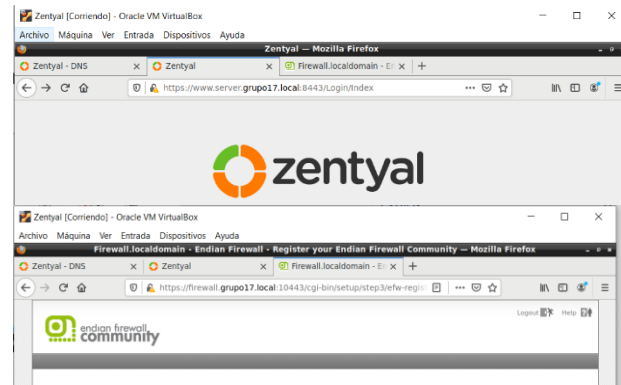 Zentyal [Corriendo] - Oracle VM VirtualBox
Archivo Máquina Ver Entrada Dispositivos Ayuda
Zentyal — Mozilla Firefox
Zentyal - DNS
Zentyal
Firewall.localdomain - En
https://www.server.grupo17.local:8443/Login/Index
zentyal
Zentyal [Corriendo] - Oracle VM VirtualBox
Archivo Máquina Ver Entrada Dispositivos Ayuda
Firewall.localdomain - Endian Firewall - Register your Endian Firewall Community — Mozilla Firefox
Zentyal - DNS
Zentyal
Firewall.localdomain - En
https://firewall.grupo17.local:10443/cgi-bin/setup/step3/efw-regist
Logout Help
endian firewall
community